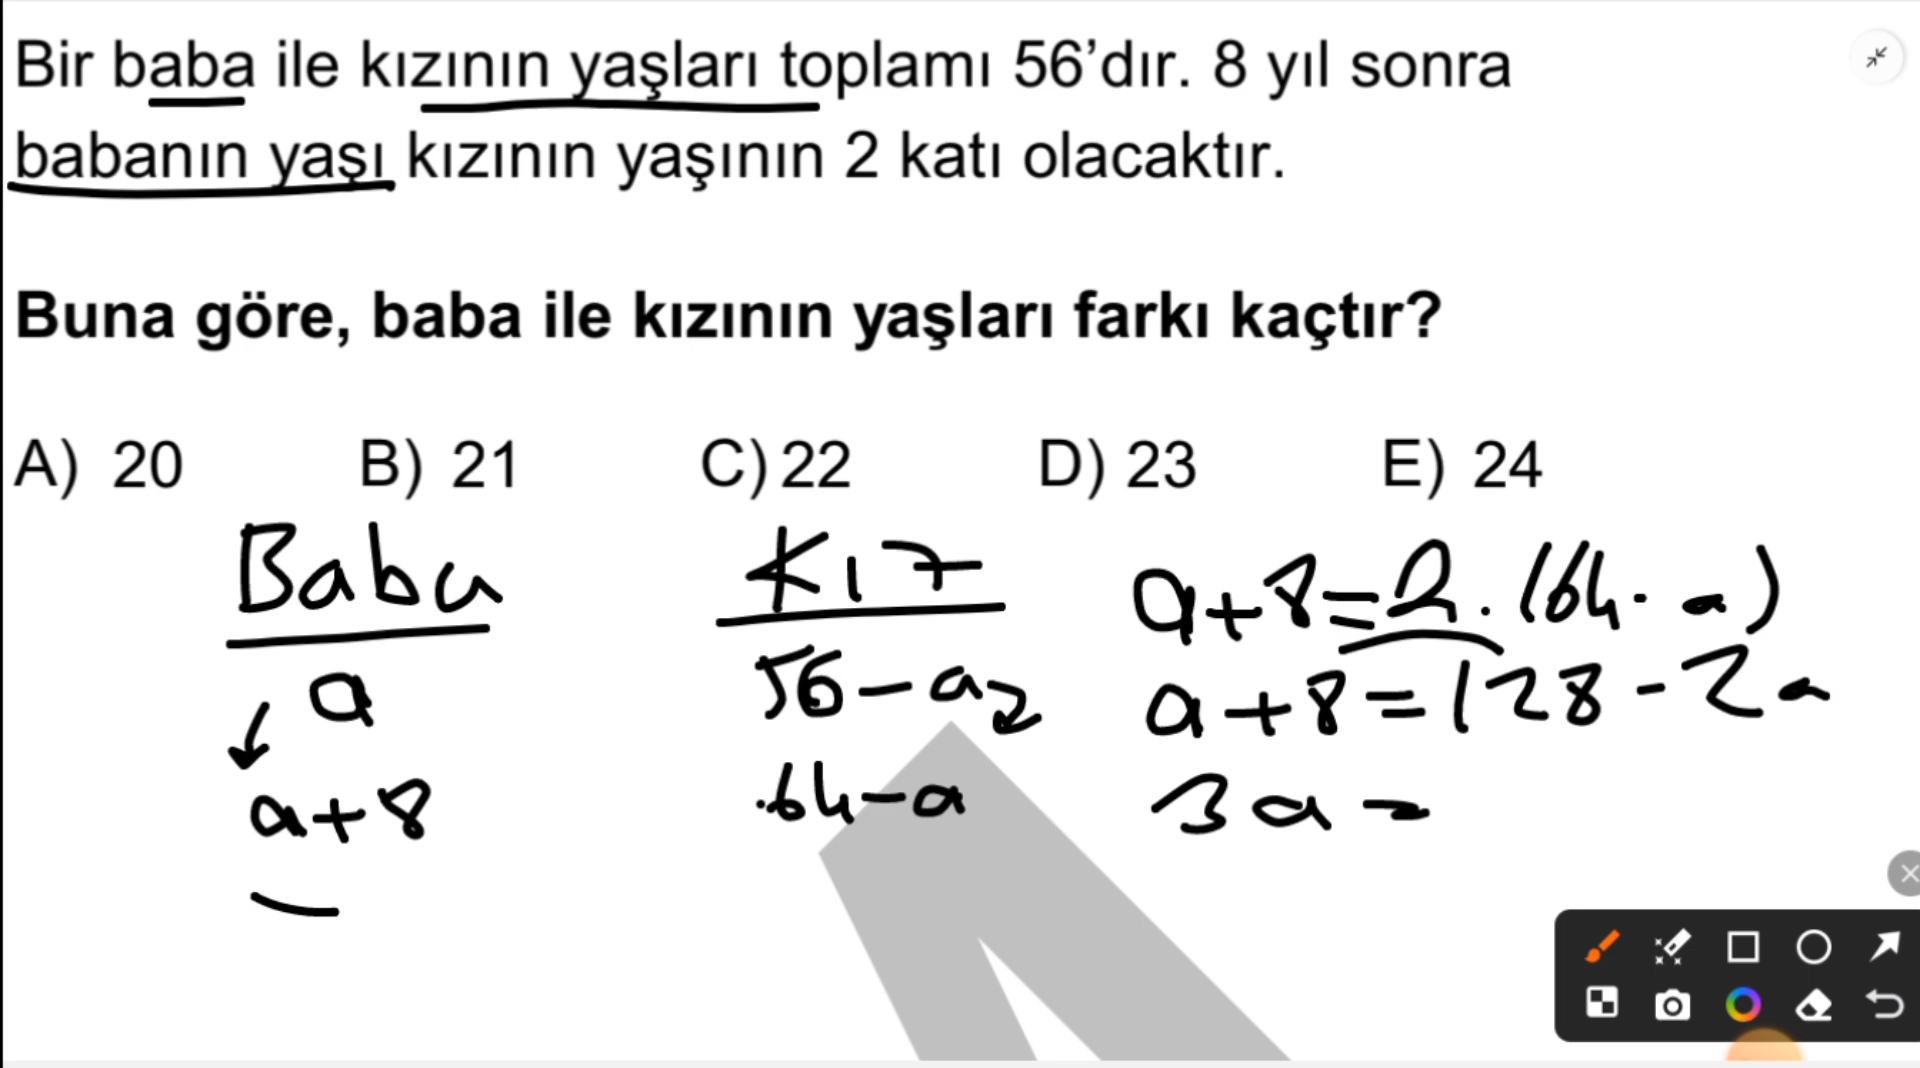 Bir baba ile kızının yaşları toplamı 56’dır. 8 yıl sonra
babanın yaşı kızının yaşının 2 katı olacaktır.
Buna göre, baba ile kızının yaşları farkı kaçtır?
A) 20 B) 21 C) 22 D) 23 E) 24
Baba Kız a+8=2.(64-a)
a 56-a a+8=128-2a
a+8 64-a 3a=